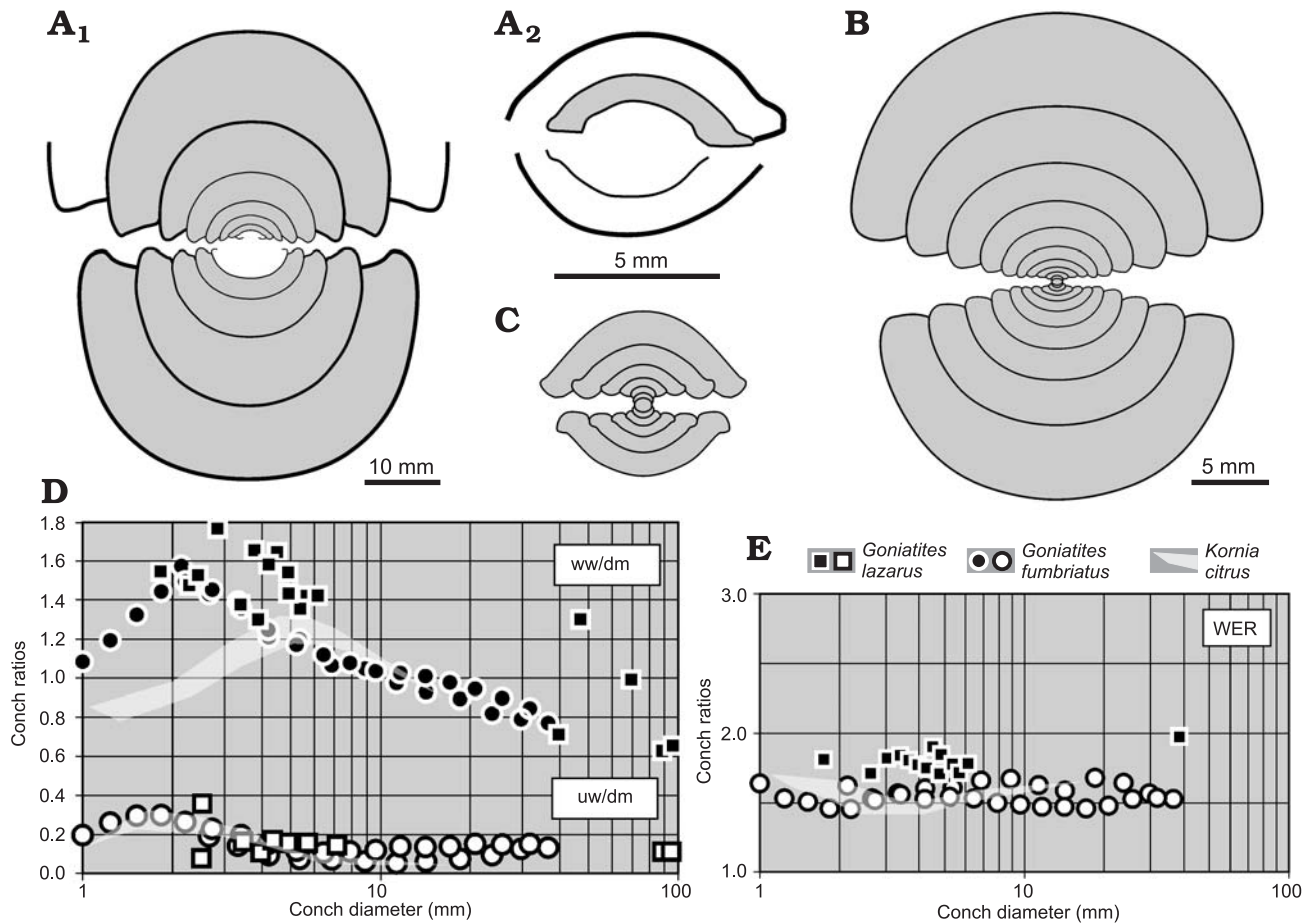 A1
A2
B
5 mm
C
10 mm
5 mm
D
1.8
1.6
1.4
1.2
1.0
0.8
0.6
0.4
0.2
0.0
Conch ratios
ww/dm
uw/dm
1
10
100
Conch diameter (mm)
E
Goniatites
lazarus
Goniatites
fumbriatus
Kornia
citrus
3.0
2.0
1.0
Conch ratios
WER
1
10
100
Conch diameter (mm)